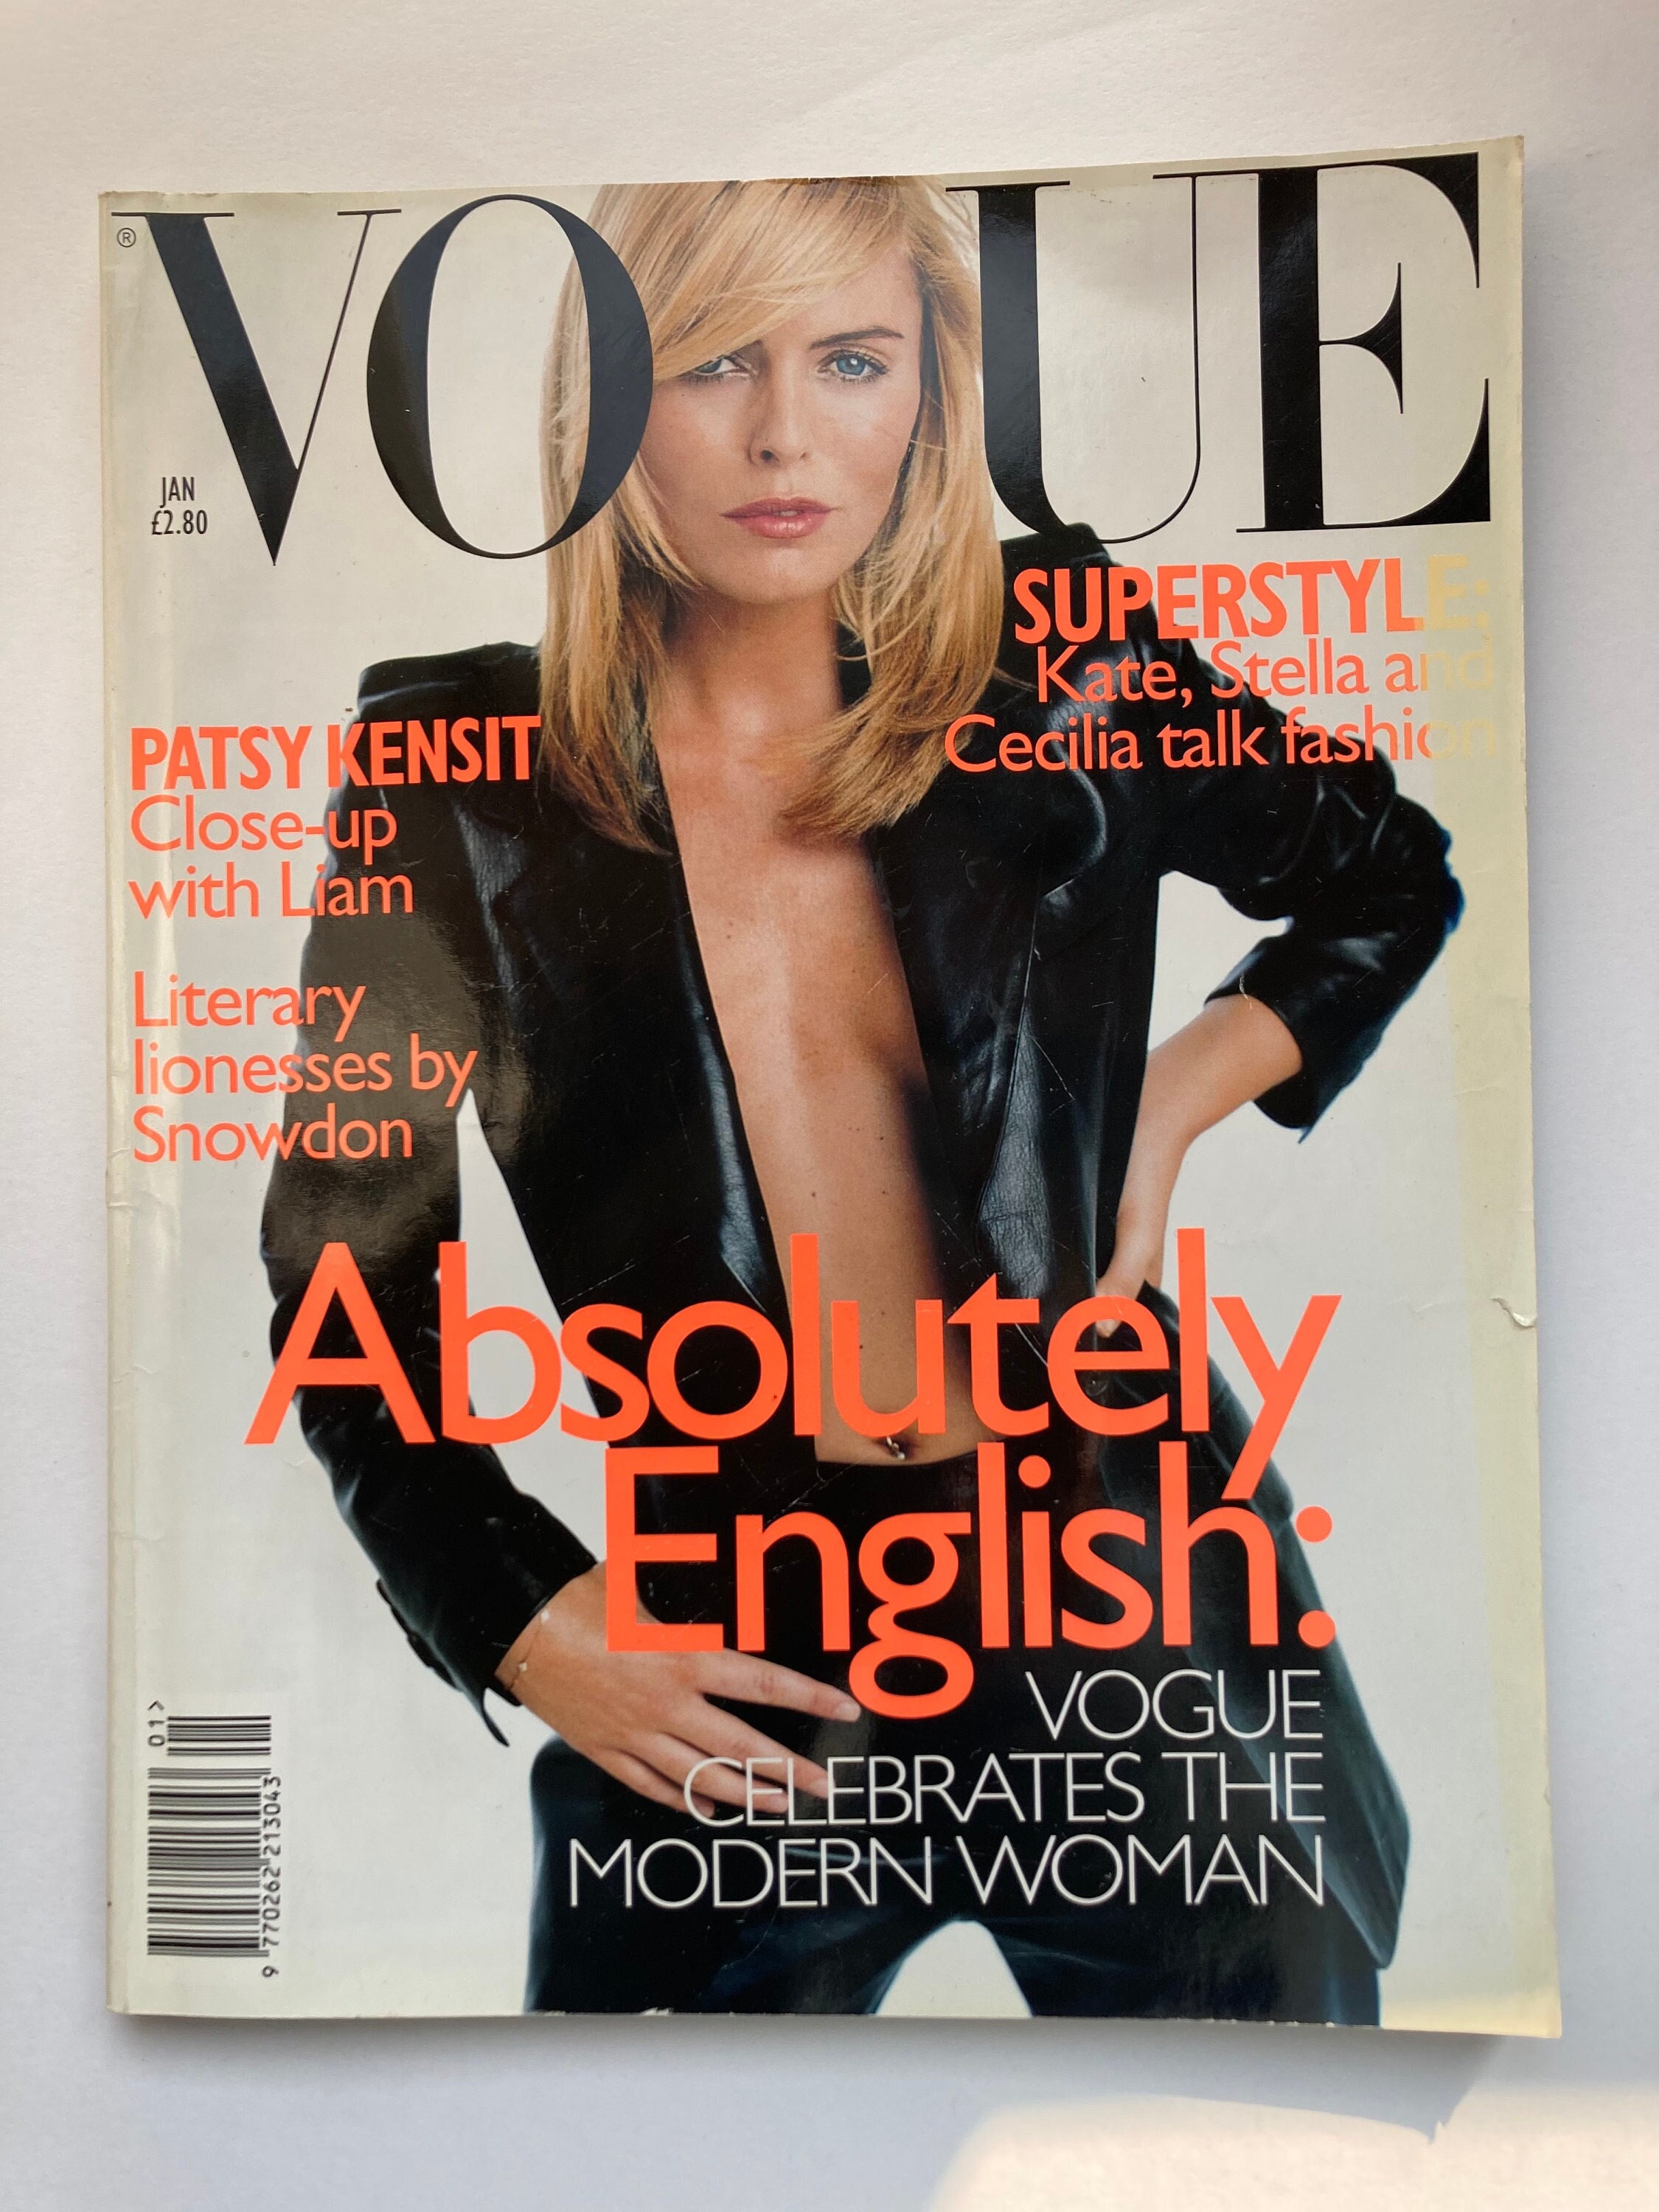 VOGUE
®
JAN
£2.80
SUPERSTYLE:
Kate, Stella and
Cecilia talk fashion
PATSY KENSIT
Close-up
with Liam
Literary
lionesses by
Snowdon
Absolutely
English:
VOGUE
CELEBRATES THE
MODERN WOMAN
01>
9 770262 213043